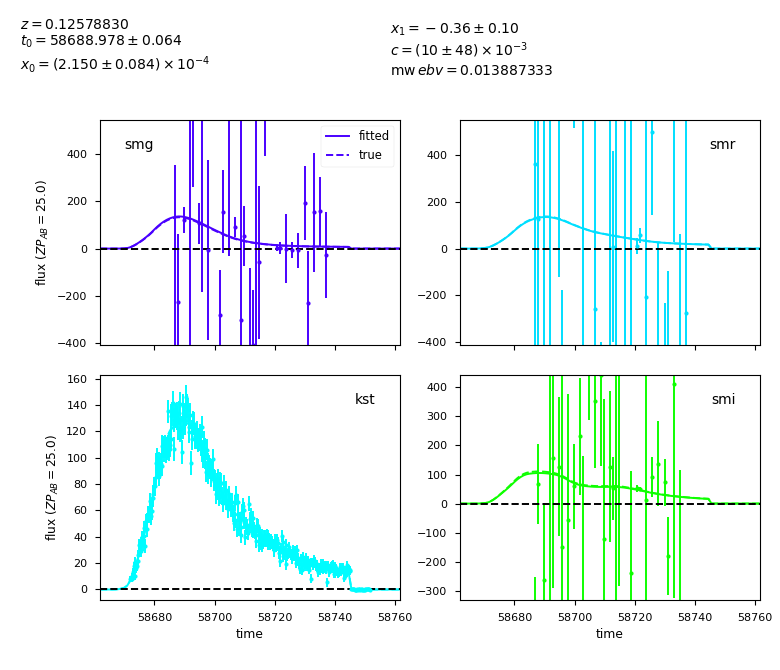 z = 0.12578830
t₀ = 58688.978 ± 0.064
x₀ = (2.150 ± 0.084) × 10⁻⁴
x₁ = −0.36 ± 0.10
c = (10 ± 48) × 10⁻³
mw ebv = 0.013887333
smg
fitted
true
400
200
0
−200
−400
flux (ZP_AB = 25.0)
smr
400
200
0
−200
−400
kst
160
140
120
100
80
60
40
20
0
flux (ZP_AB = 25.0)
58680 58700 58720 58740 58760
time
smi
400
300
200
100
0
−100
−200
−300
58680 58700 58720 58740 58760
time